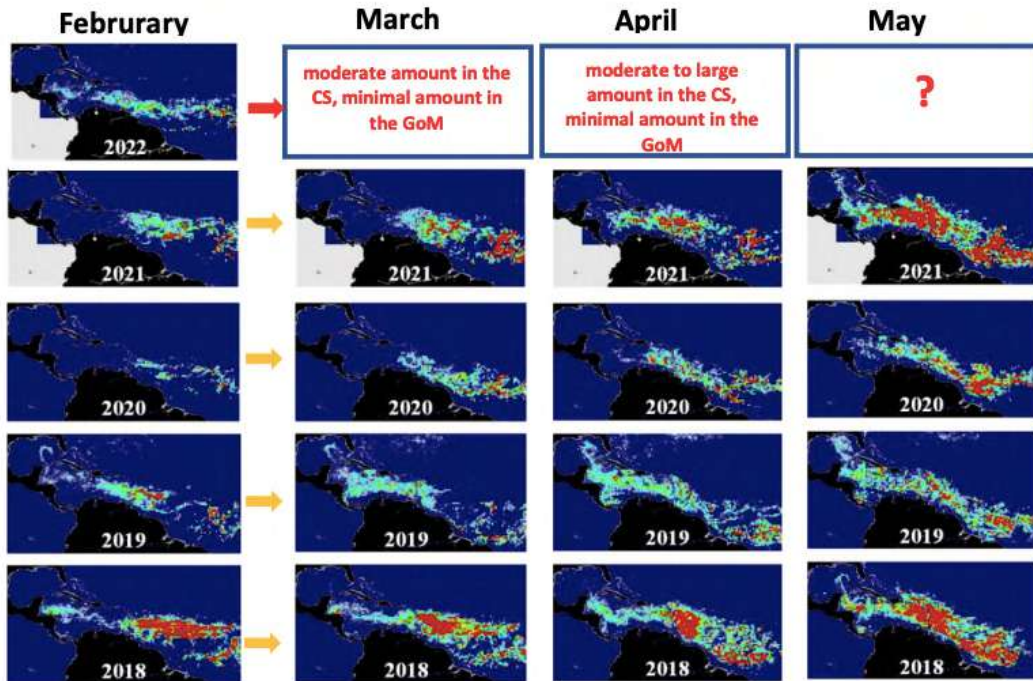 Februrary
March
April
May
2022
moderate amount in the
CS, minimal amount in
the GoM
moderate to large
amount in the CS,
minimal amount in the
GoM
?
2021
2021
2021
2021
2020
2020
2020
2020
2019
2019
2019
2019
2018
2018
2018
2018